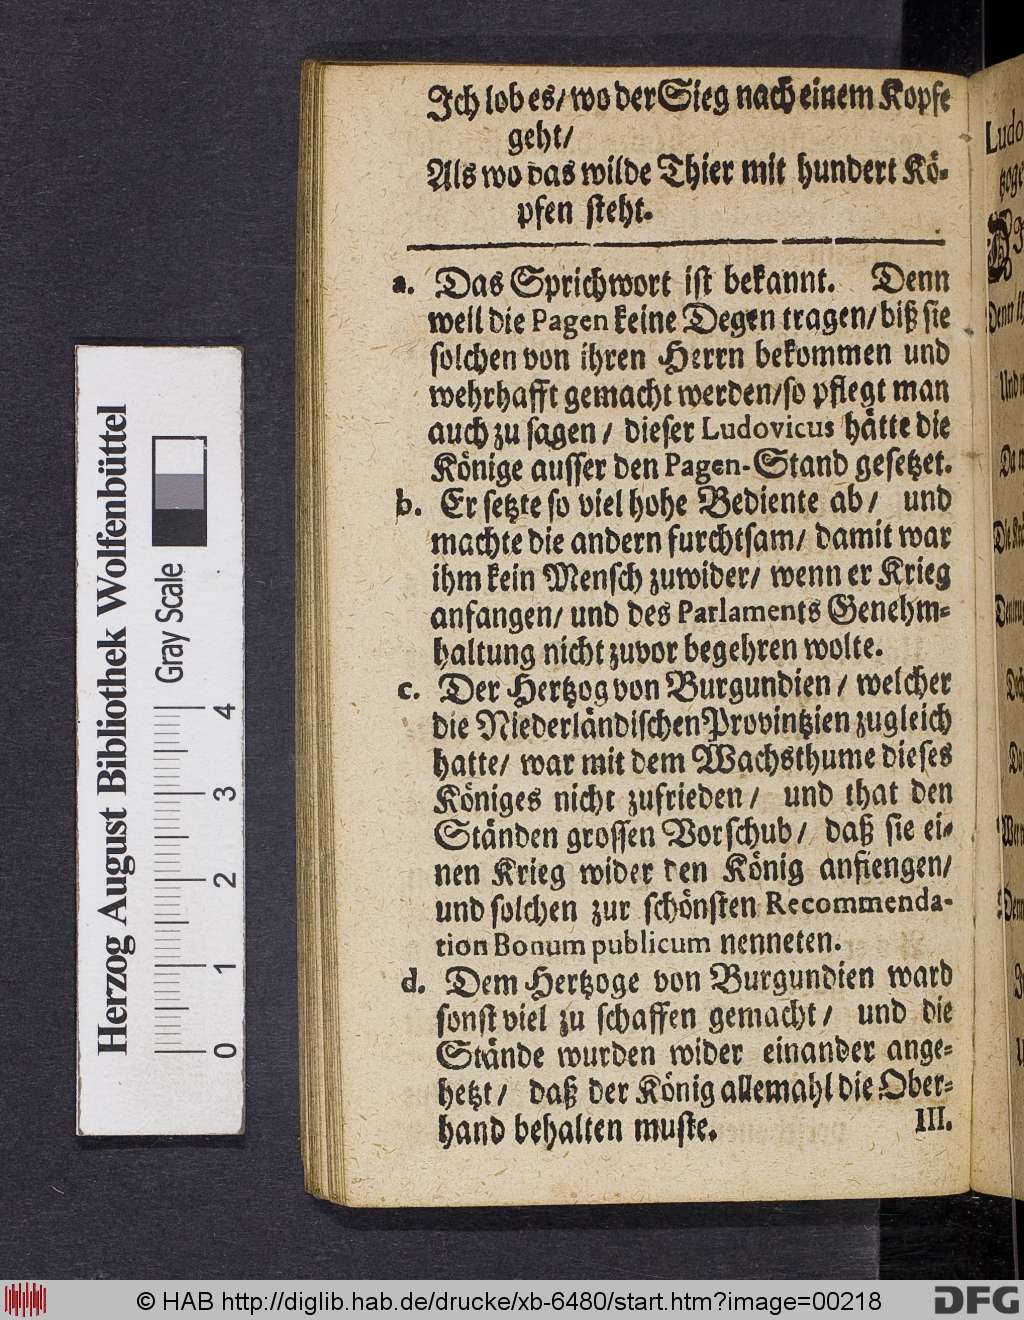 Ich lob es/ wo der Sieg nach einem Kopfe
geht/
Als wo das wilde Thier mit hundert Kö-
pfen steht.
a. Das Sprichwort ist bekannt. Denn
weil die Pagen keine Degen tragen/ biß sie
solchen von ihren Herrn bekommen und
wehrhafft gemacht werden/ so pflegt man
auch zu sagen/ dieser Ludovicus hätte die
Könige ausser den Pagen-Stand gesetzet.
b. Er setzte so viel hohe Bediente ab/ und
machte die andern furchtsam/ damit war
ihm kein Mensch zuwider/ wenn er Krieg
anfangen/ und des Parlaments Genehm-
haltung nicht zuvor begehren wolte.
c. Der Hertzog von Burgundien/ welcher
die Niederländischen Provintzien zugleich
hatte/ war mit dem Wachsthume dieses
Königes nicht zufrieden/ und that den
Ständen grossen Vorschub/ daß sie ei-
nen Krieg wider den König anfiengen/
und solchen zur schönsten Recommenda-
tion Bonum publicum nenneten.
d. Dem Hertzoge von Burgundien ward
sonst viel zu schaffen gemacht/ und die
Stände wurden wider einander ange-
hetzt/ daß der König allemahl die Ober-
hand behalten muste.
III.
Herzog August Bibliothek Wolfenbüttel
Gray Scale
0 1 2 3 4
© HAB http://diglib.hab.de/drucke/xb-6480/start.htm?image=00218
DFG